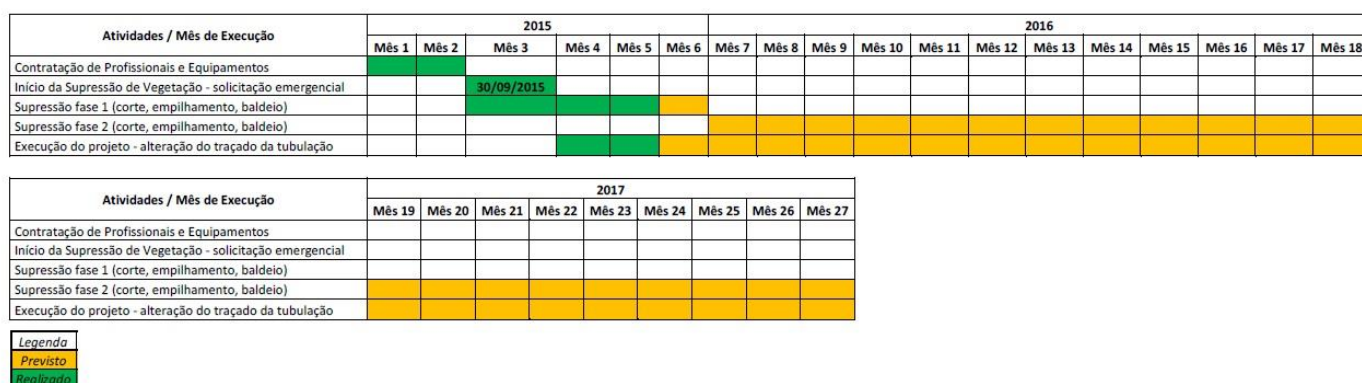 2015 2016
Atividades / Mês de Execução
Mês 1 Mês 2 Mês 3 Mês 4 Mês 5 Mês 6 Mês 7 Mês 8 Mês 9 Mês 10 Mês 11 Mês 12 Mês 13 Mês 14 Mês 15 Mês 16 Mês 17 Mês 18
Contratação de Profissionais e Equipamentos
Início da Supressão de Vegetação - solicitação emergencial 30/09/2015
Supressão fase 1 (corte, empilhamento, baldeio)
Supressão fase 2 (corte, empilhamento, baldeio)
Execução do projeto - alteração do traçado da tubulação
2017
Atividades / Mês de Execução
Mês 19 Mês 20 Mês 21 Mês 22 Mês 23 Mês 24 Mês 25 Mês 26 Mês 27
Contratação de Profissionais e Equipamentos
Início da Supressão de Vegetação - solicitação emergencial
Supressão fase 1 (corte, empilhamento, baldeio)
Supressão fase 2 (corte, empilhamento, baldeio)
Execução do projeto - alteração do traçado da tubulação
Legenda
Previsto
Realizado